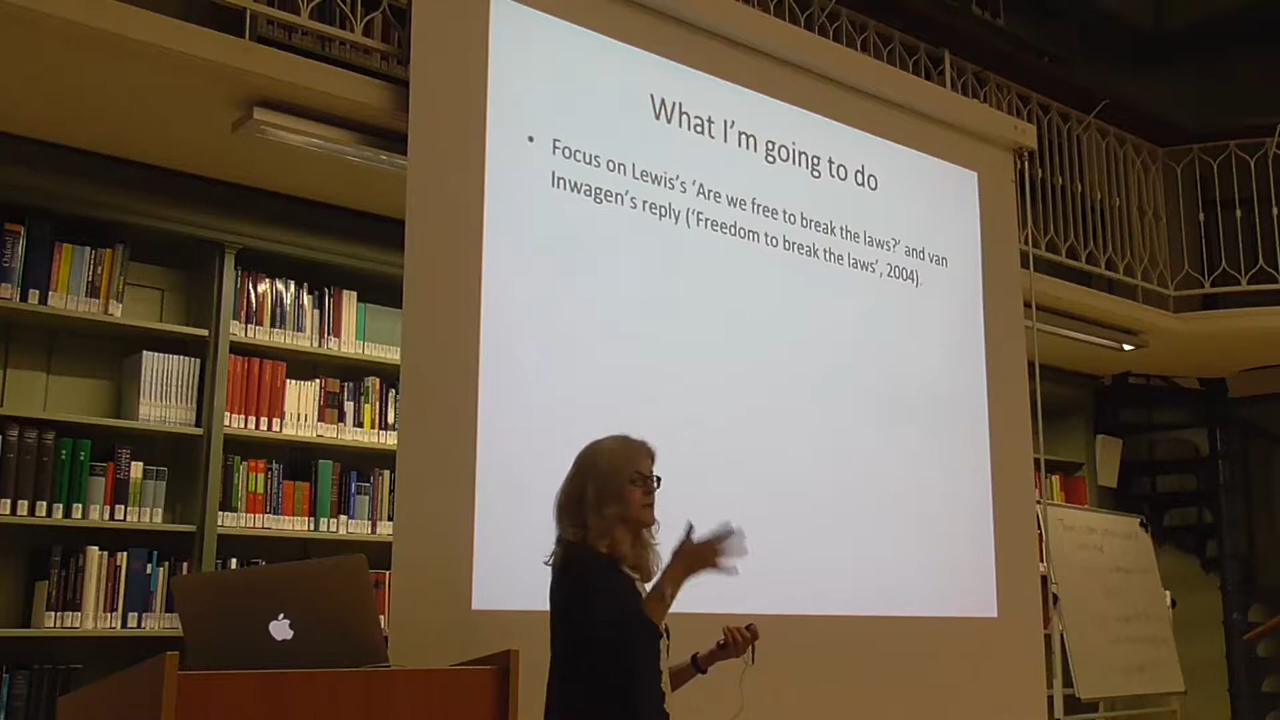 What I'm going to do
• Focus on Lewis's 'Are we free to break the laws?' and van
Inwagen's reply ('Freedom to break the laws', 2004).
Oxford